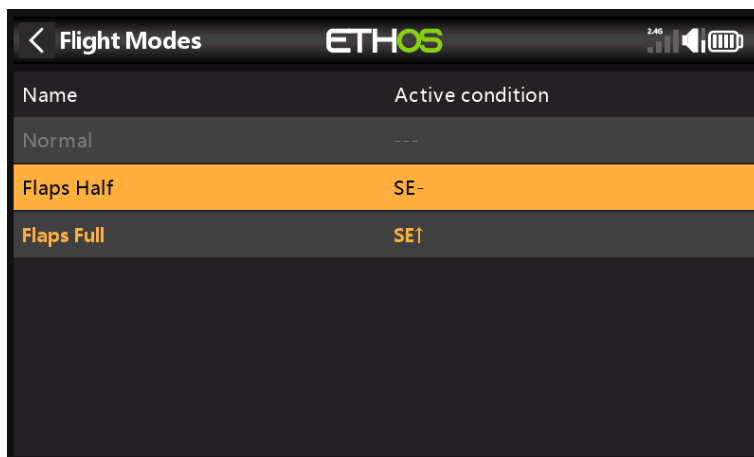 Flight Modes ETHOS 2.4G
Name Active condition
Normal ---
Flaps Half SE-
Flaps Full SE↑